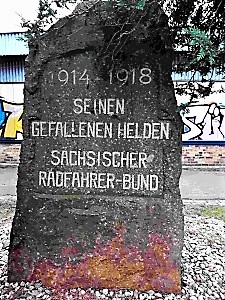 1914 - 1918
SEINEN
GEFALLENEN HELDEN
SÄCHSISCHER
RADFAHRER-BUND